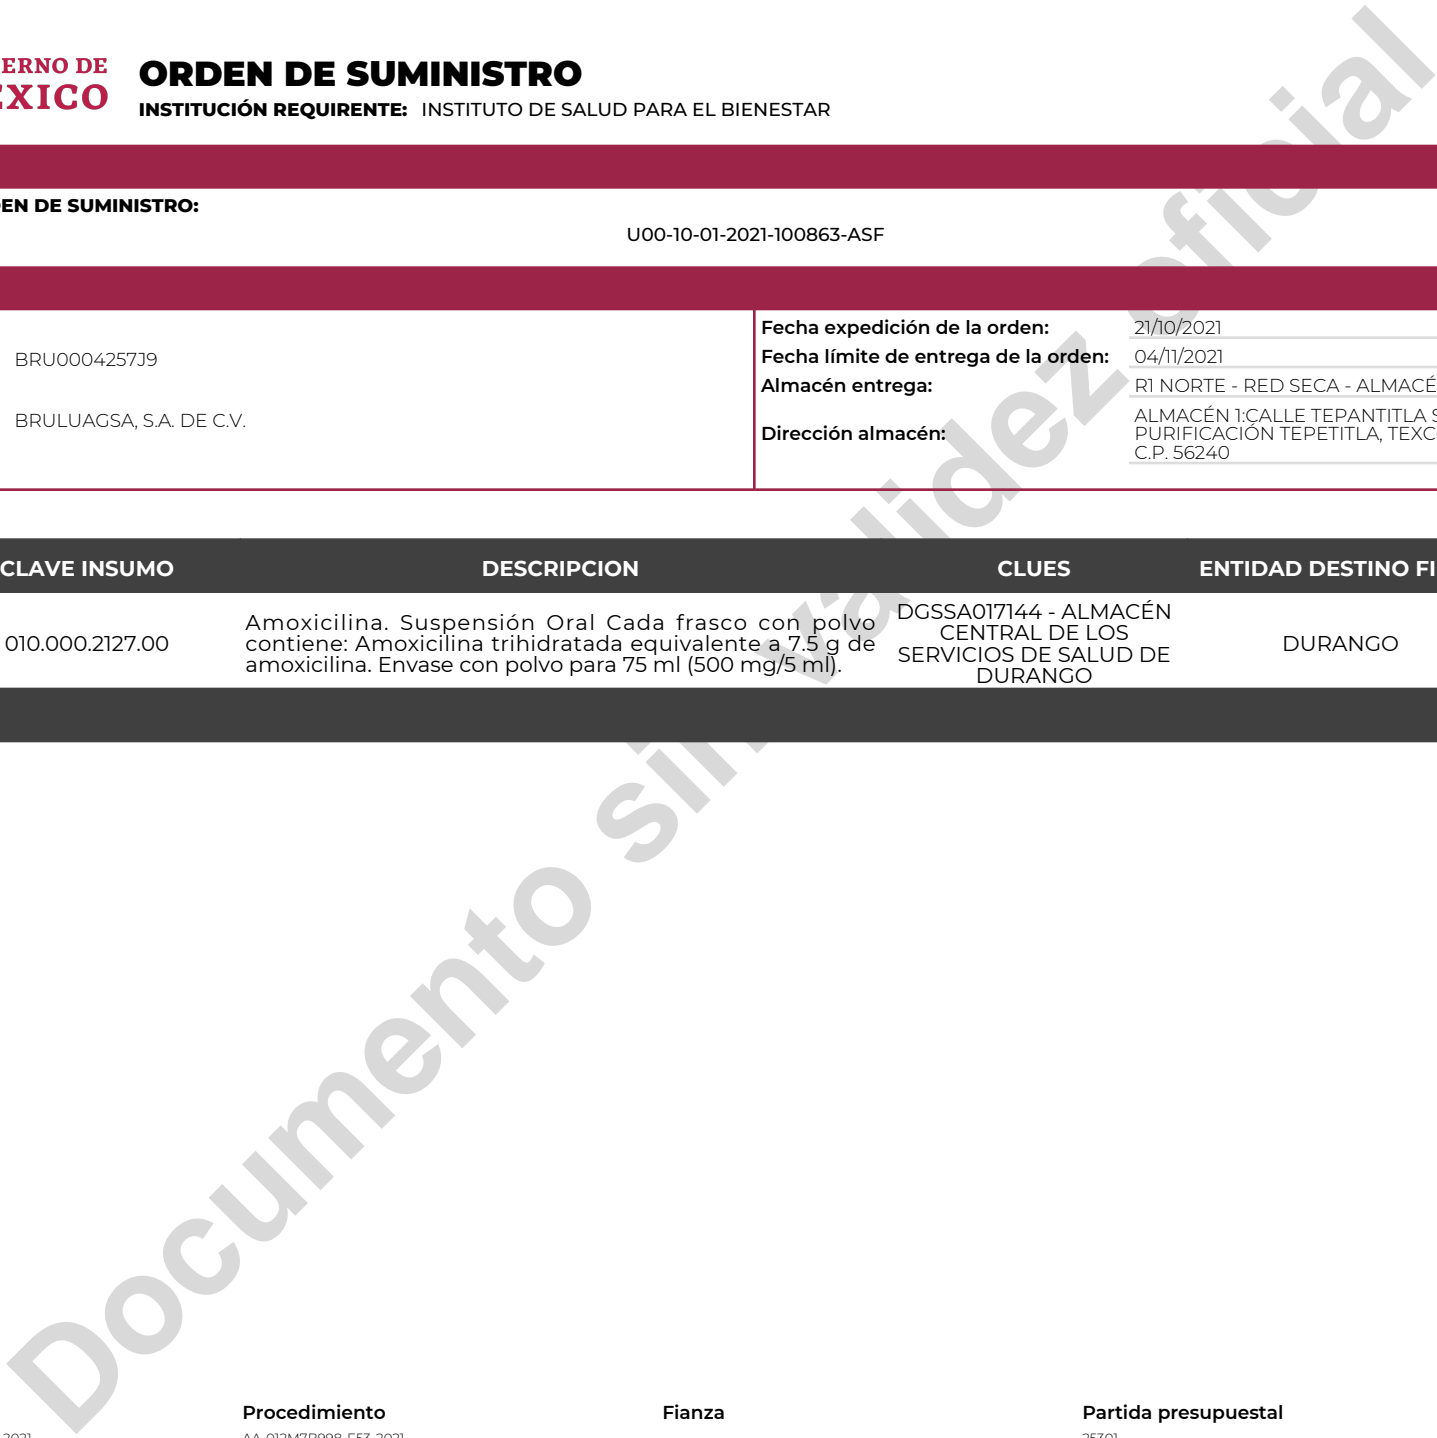 ERNO DE
EXICO
ORDEN DE SUMINISTRO
INSTITUCIÓN REQUIRENTE: INSTITUTO DE SALUD PARA EL BIENESTAR
EN DE SUMINISTRO:
U00-10-01-2021-100863-ASF
BRU0004257J9
BRULUAGSA, S.A. DE C.V.
Fecha expedición de la orden: 21/10/2021
Fecha límite de entrega de la orden: 04/11/2021
Almacén entrega: R1 NORTE - RED SECA - ALMACÉ
Dirección almacén:
ALMACÉN 1:CALLE TEPANTITLA S
PURIFICACIÓN TEPETITLA, TEXC
C.P. 56240
CLAVE INSUMO DESCRIPCION CLUES ENTIDAD DESTINO FI
010.000.2127.00
Amoxicilina. Suspensión Oral Cada frasco con polvo
contiene: Amoxicilina trihidratada equivalente a 7.5 g de
amoxicilina. Envase con polvo para 75 ml (500 mg/5 ml).
DGSSA017144 - ALMACÉN
CENTRAL DE LOS
SERVICIOS DE SALUD DE
DURANGO
DURANGO
Documento sin validez oficial
Procedimiento Fianza Partida presupuestal